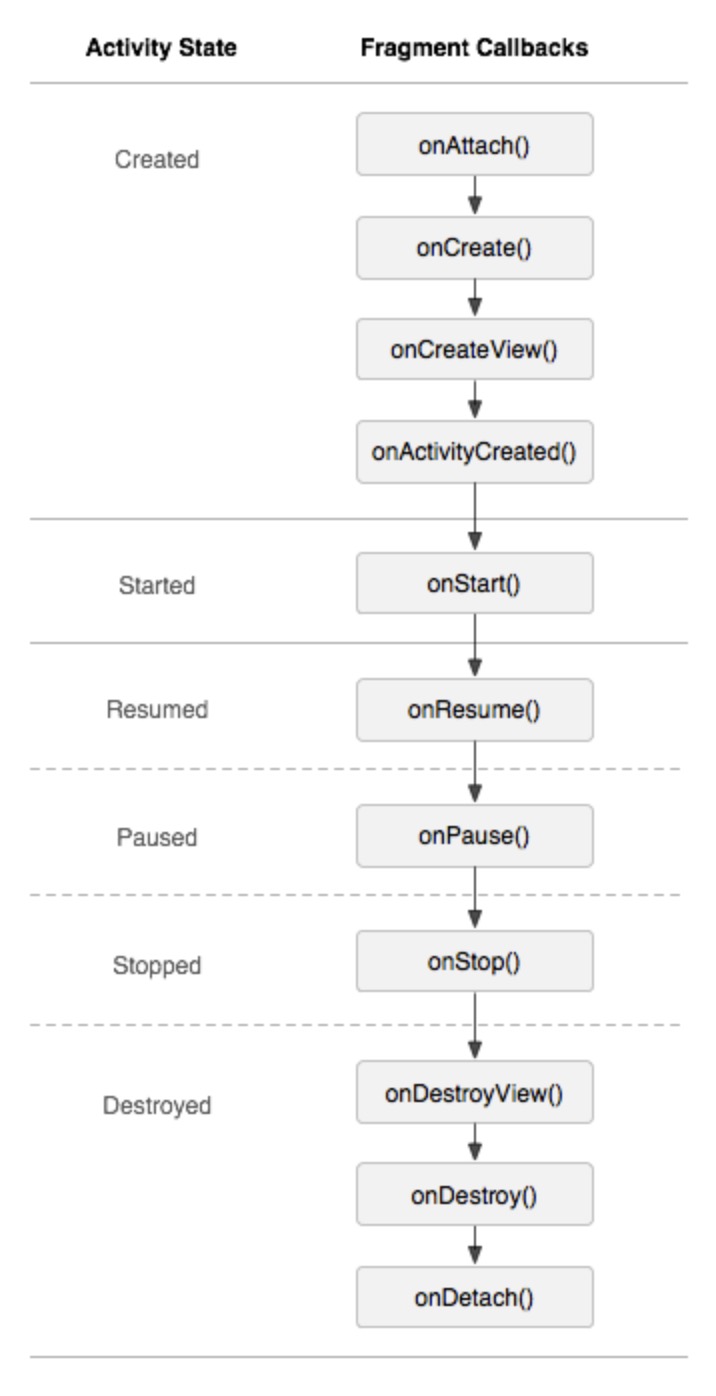 Activity State Fragment Callbacks
Created onAttach()
onCreate()
onCreateView()
onActivityCreated()
Started onStart()
Resumed onResume()
Paused onPause()
Stopped onStop()
Destroyed onDestroyView()
onDestroy()
onDetach()